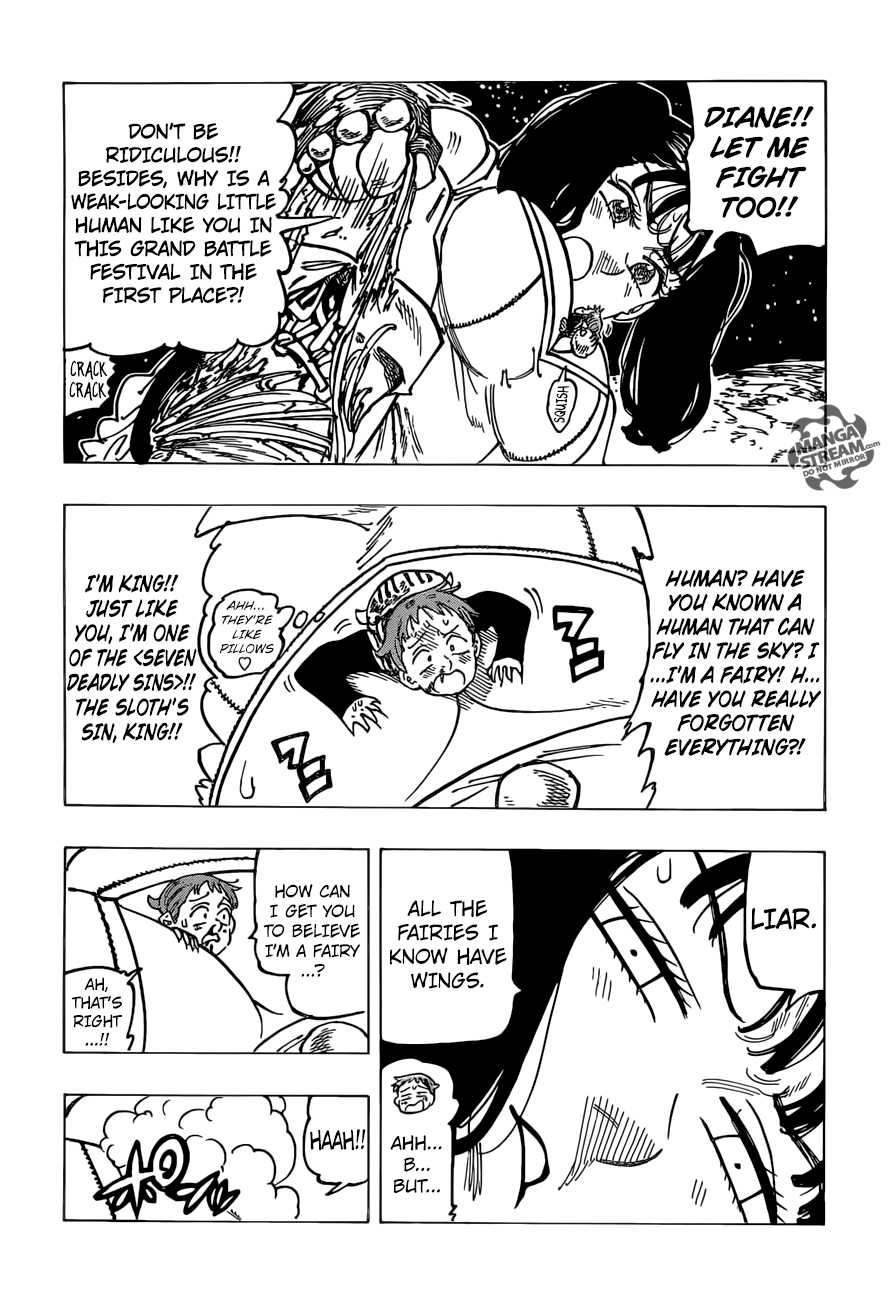 DIANE!!
LET ME
FIGHT
TOO!!
DON'T BE
RIDICULOUS!!
BESIDES, WHY IS A
WEAK-LOOKING LITTLE
HUMAN LIKE YOU IN
THIS GRAND BATTLE
FESTIVAL IN THE
FIRST PLACE?!
SQUISH
CRACK
CRACK
MANGA
STREAM.com
DO NOT MIRROR
HUMAN? HAVE
YOU KNOWN A
HUMAN THAT CAN
FLY IN THE SKY? I
...I'M A FAIRY! H...
HAVE YOU REALLY
FORGOTTEN
EVERYTHING?!
AHH...
THEY'RE
LIKE
PILLOWS
♡
I'M KING!!
JUST LIKE
YOU, I'M ONE
OF THE <SEVEN
DEADLY SINS>!!
THE SLOTH'S
SIN, KING!!
LIAR.
ALL THE
FAIRIES I
KNOW HAVE
WINGS.
AHH...
B...
BUT...
HOW CAN
I GET YOU
TO BELIEVE
I'M A FAIRY
...?
AH,
THAT'S
RIGHT
...!!
HAAH!!